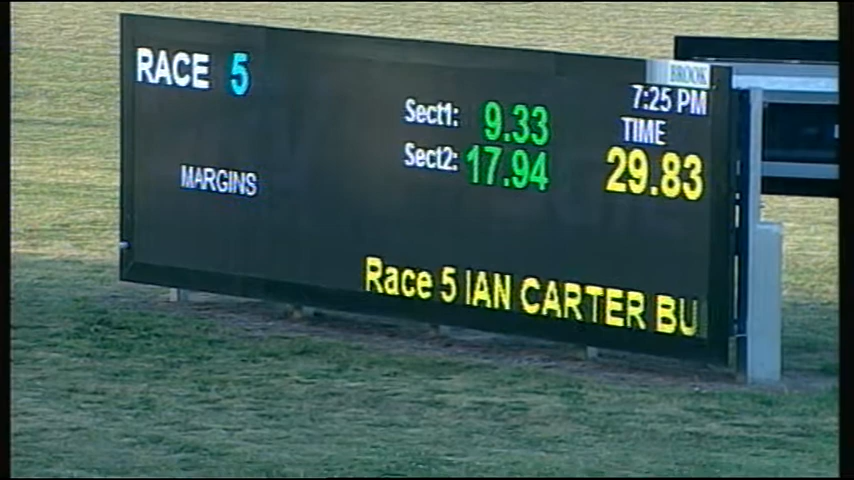 BROOK
RACE 5
7:25 PM
Sect1: 9.33
TIME
Sect2: 17.94
29.83
MARGINS
Race 5 IAN CARTER BU